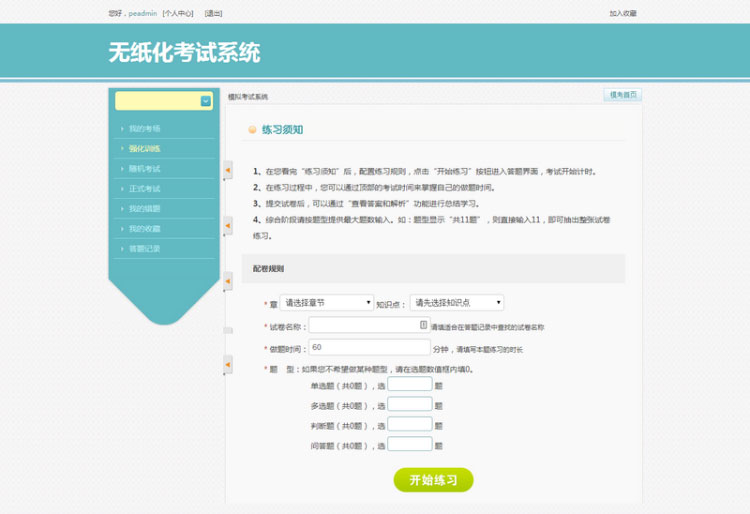 您好，peadmin [个人中心] [退出]
加入收藏
无纸化考试系统
模拟考试系统
我的考场
强化训练
随机考试
正式考试
我的错题
我的收藏
答题记录
练习须知
1、在您看完“练习须知”后，配置练习规则，点击“开始练习”按钮进入答题界面，考试开始计时。
2、在练习过程中，您可以通过顶部的考试时间来掌握自己的做题时间。
3、提交试卷后，可以通过“查看答案和解析”功能进行总结学习。
4、综合阶段请按题型提供最大题数输入。如：题型显示“共11题”，则直接输入11，即可抽出整张试卷
练习。
配卷规则
* 章 请选择章节 知识点： 请先选择知识点
* 试卷名称： 请填适合在答题记录中查找的试卷名称
* 做题时间： 60 分钟，请填写本题练习的时长
* 题 型：如果您不希望做某种题型，请在选题数值框内填0。
单选题（共0题），选 题
多选题（共0题），选 题
判断题（共0题），选 题
问答题（共0题），选 题
开始练习